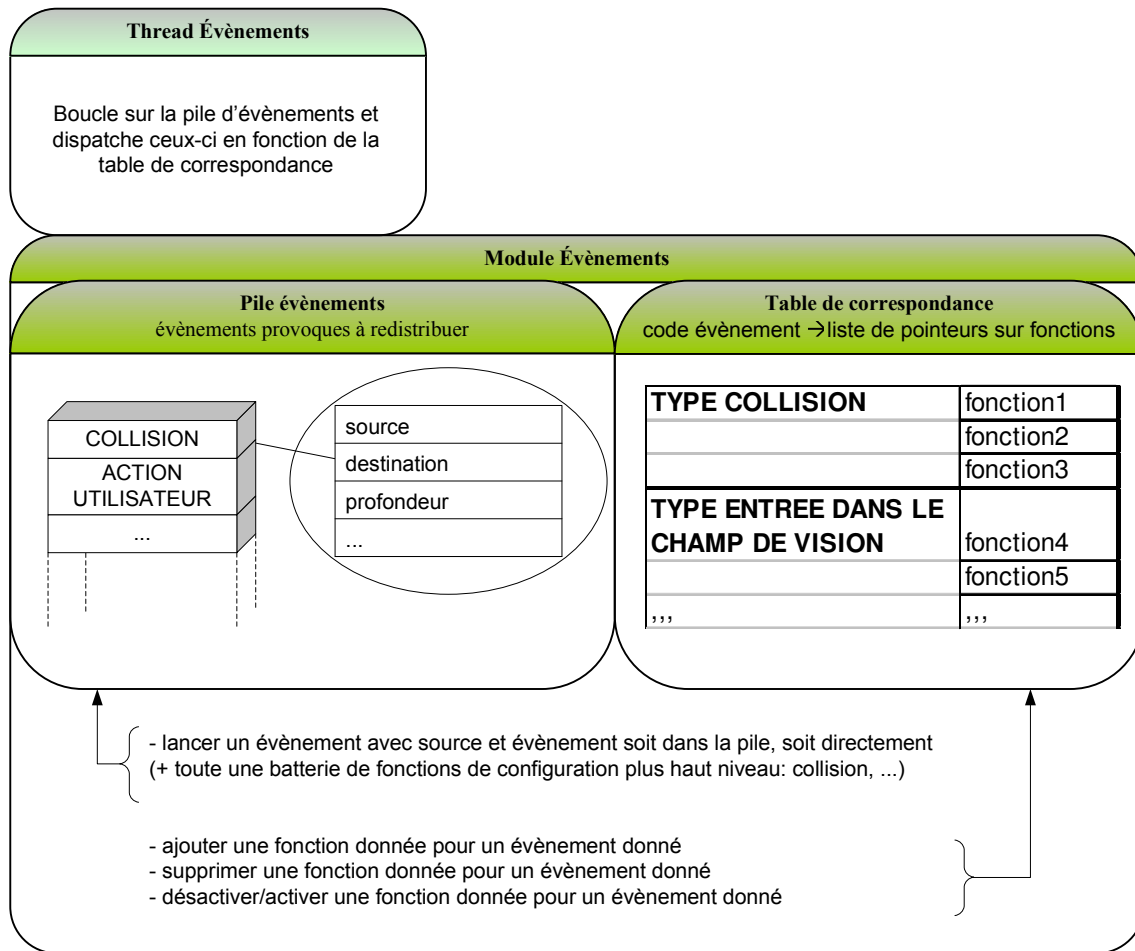 Thread Évènements
Boucle sur la pile d'évènements et
dispatche ceux-ci en fonction de la
table de correspondance
Module Évènements
Pile évènements
évènements provoques à redistribuer
COLLISION
ACTION
UTILISATEUR
...
source
destination
profondeur
...
Table de correspondance
code évènement →liste de pointeurs sur fonctions
TYPE COLLISION fonction1
fonction2
fonction3
TYPE ENTREE DANS LE
CHAMP DE VISION fonction4
fonction5
,,, ,,,
- lancer un évènement avec source et évènement soit dans la pile, soit directement
(+ toute une batterie de fonctions de configuration plus haut niveau: collision, ...)
- ajouter une fonction donnée pour un évènement donné
- supprimer une fonction donnée pour un évènement donné
- désactiver/activer une fonction donnée pour un évènement donné